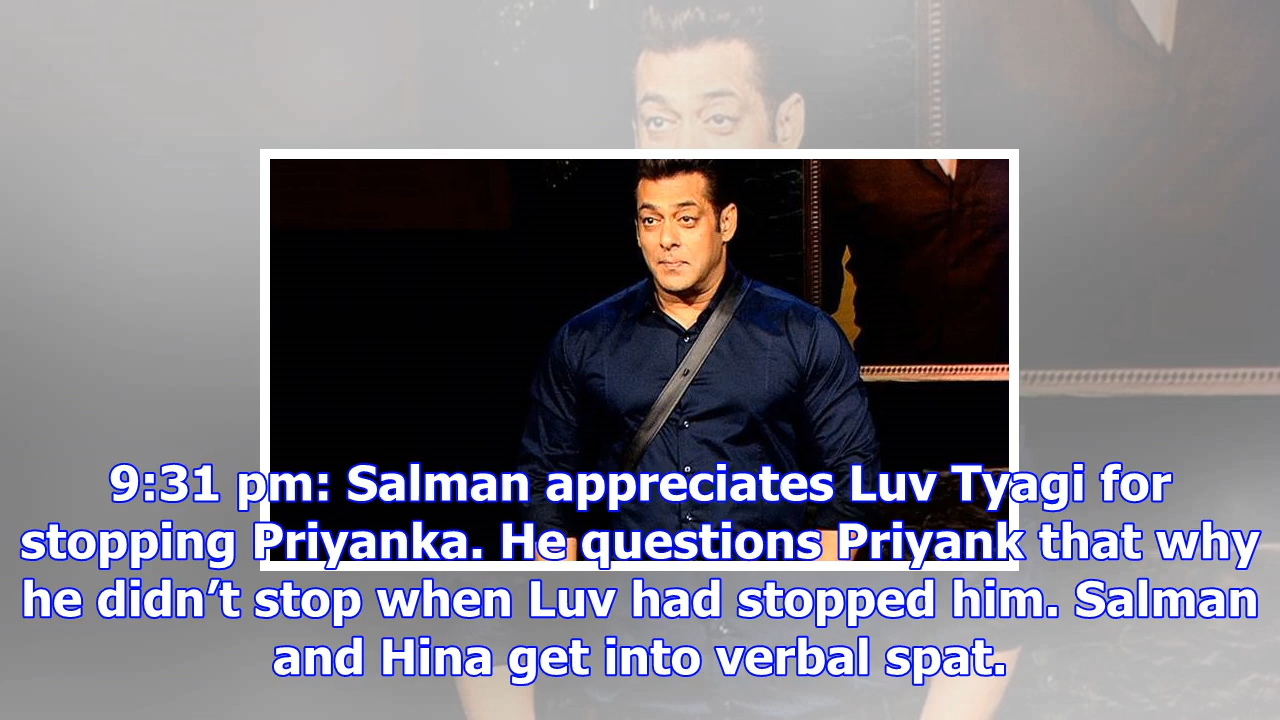 9:31 pm: Salman appreciates Luv Tyagi for
stopping Priyanka. He questions Priyank that why
he didn’t stop when Luv had stopped him. Salman
and Hina get into verbal spat.